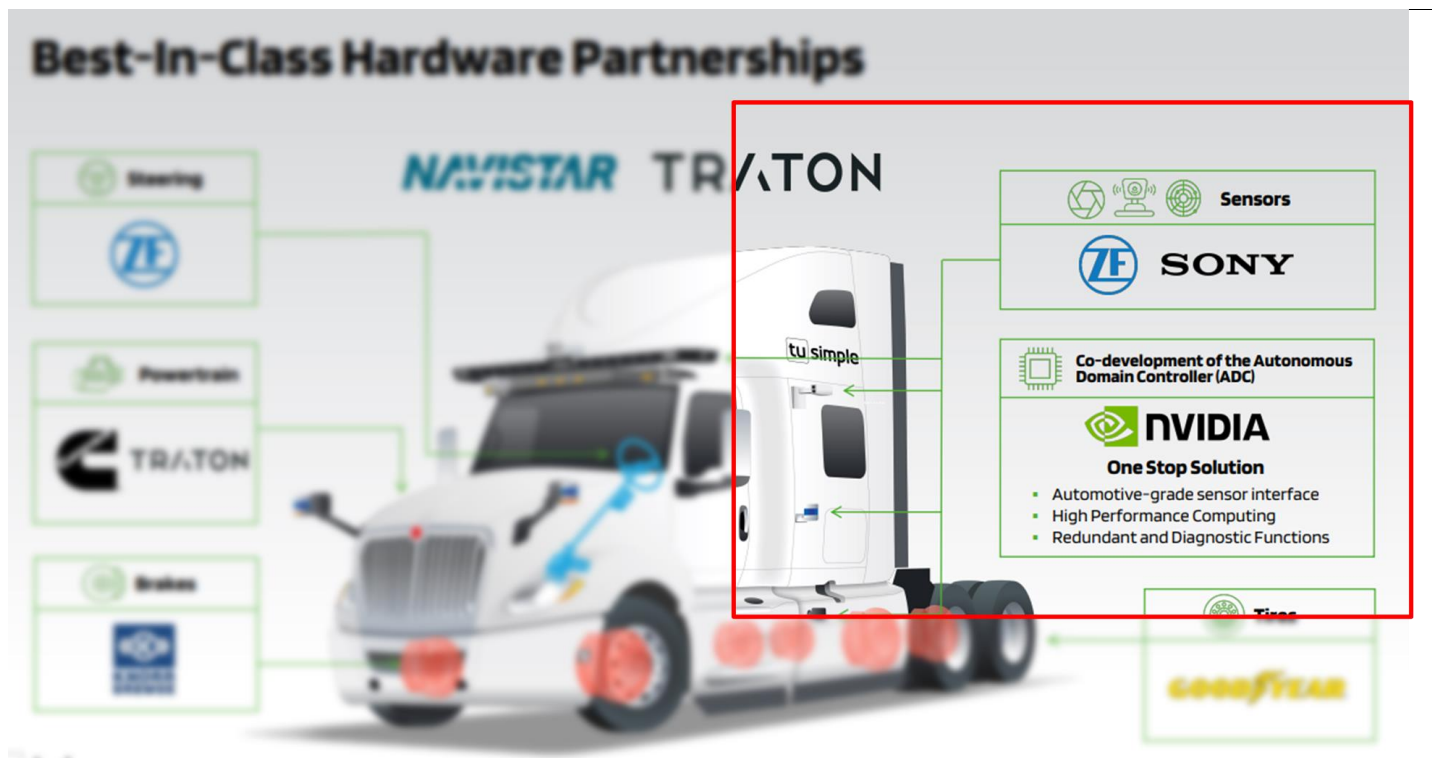 Best-In-Class Hardware Partnerships
NAVISTAR TRATON
Steering
ZF
Powertrain
TRATON
Brakes
KNORR-BREMSE
tu simple
Sensors
ZF SONY
Co-development of the Autonomous
Domain Controller (ADC)
NVIDIA
One Stop Solution
▪ Automotive-grade sensor interface
▪ High Performance Computing
▪ Redundant and Diagnostic Functions
Tires
GOODYEAR